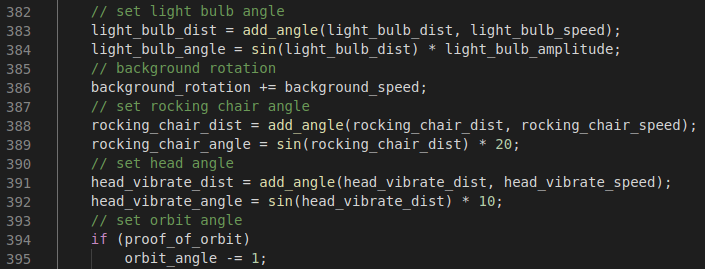 382 // set light bulb angle
383 light_bulb_dist = add_angle(light_bulb_dist, light_bulb_speed);
384 light_bulb_angle = sin(light_bulb_dist) * light_bulb_amplitude;
385 // background rotation
386 background_rotation += background_speed;
387 // set rocking chair angle
388 rocking_chair_dist = add_angle(rocking_chair_dist, rocking_chair_speed);
389 rocking_chair_angle = sin(rocking_chair_dist) * 20;
390 // set head angle
391 head_vibrate_dist = add_angle(head_vibrate_dist, head_vibrate_speed);
392 head_vibrate_angle = sin(head_vibrate_dist) * 10;
393 // set orbit angle
394 if (proof_of_orbit)
395 orbit_angle -= 1;